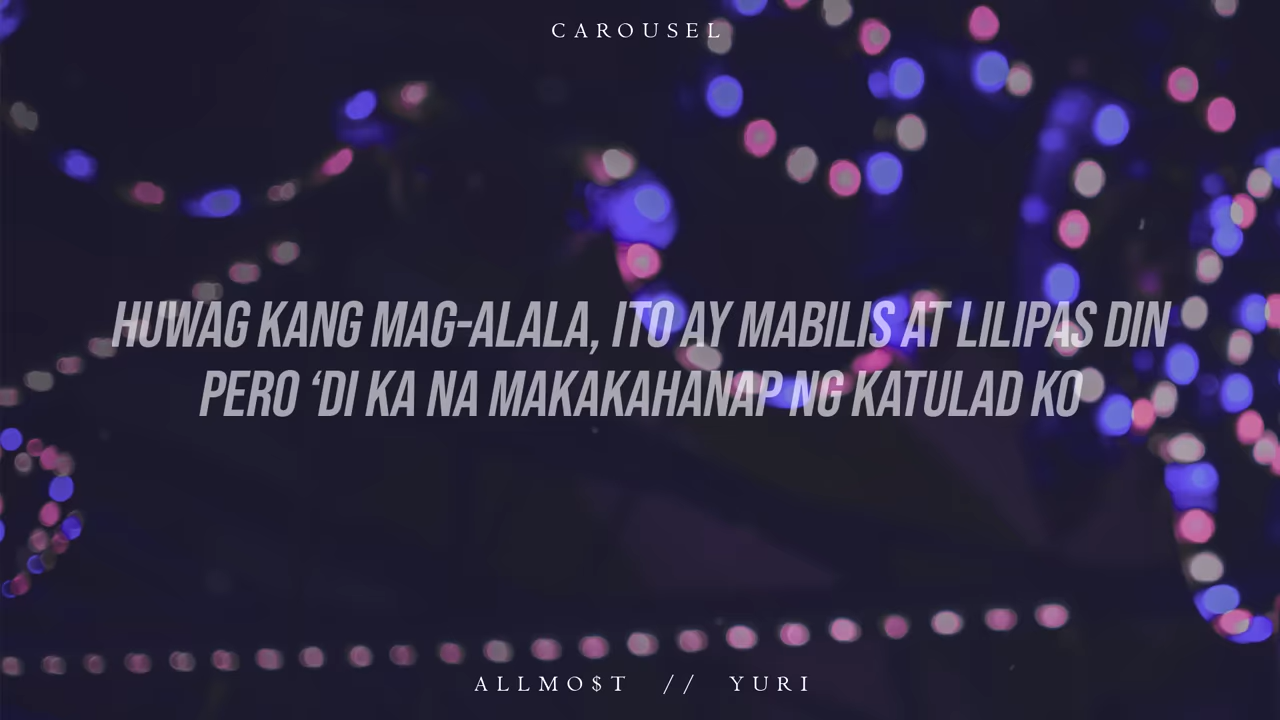 CAROUSEL
HUWAG KANG MAG-ALALA, ITO AY MABILIS AT LILIPAS DIN
PERO ‘DI KA NA MAKAKAHANAP NG KATULAD KO
ALLMO$T // YURI